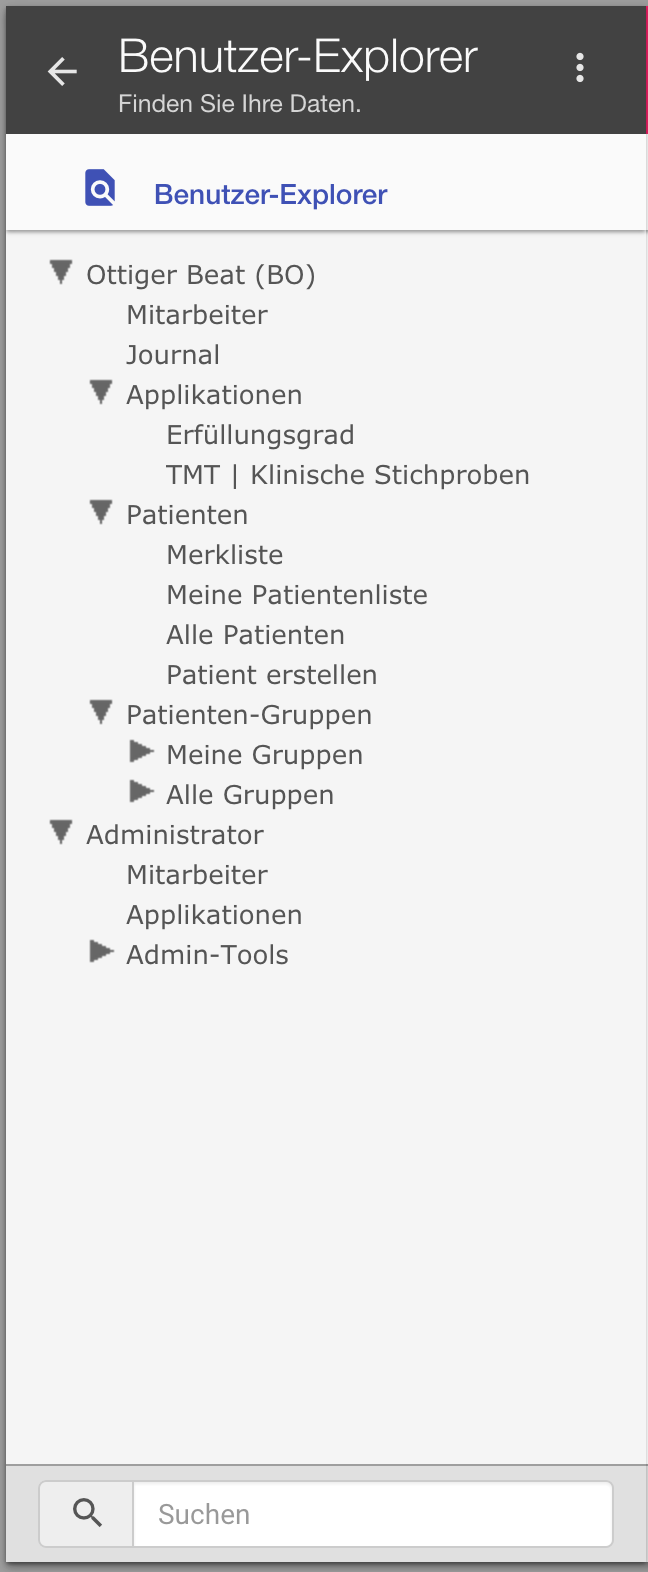 Benutzer-Explorer
Finden Sie Ihre Daten.
Benutzer-Explorer
Ottiger Beat (BO)
Mitarbeiter
Journal
Applikationen
Erfüllungsgrad
TMT | Klinische Stichproben
Patienten
Merkliste
Meine Patientenliste
Alle Patienten
Patient erstellen
Patienten-Gruppen
Meine Gruppen
Alle Gruppen
Administrator
Mitarbeiter
Applikationen
Admin-Tools
Suchen